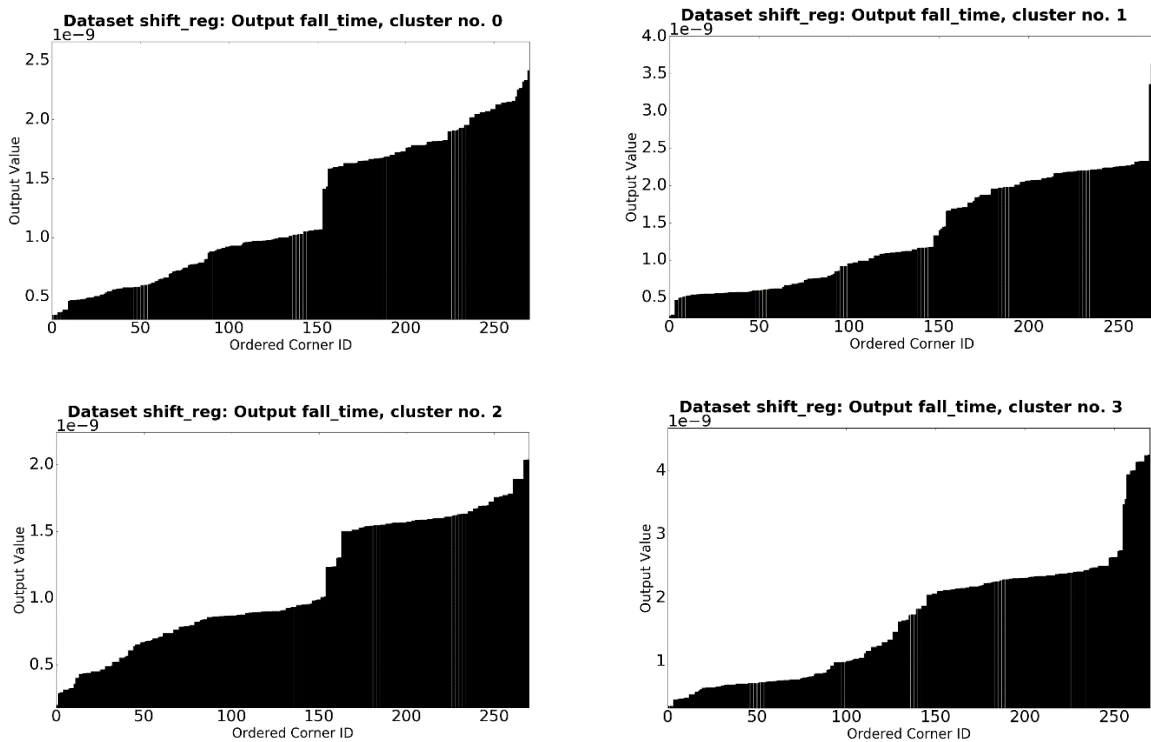 Dataset shift_reg: Output fall_time, cluster no. 0
1e−9
2.5
2.0
1.5
1.0
0.5
Output Value
0 50 100 150 200 250
Ordered Corner ID
Dataset shift_reg: Output fall_time, cluster no. 1
1e−9
4.0
3.5
3.0
2.5
2.0
1.5
1.0
0.5
Output Value
0 50 100 150 200 250
Ordered Corner ID
Dataset shift_reg: Output fall_time, cluster no. 2
1e−9
2.0
1.5
1.0
0.5
Output Value
0 50 100 150 200 250
Ordered Corner ID
Dataset shift_reg: Output fall_time, cluster no. 3
1e−9
4
3
2
1
Output Value
0 50 100 150 200 250
Ordered Corner ID